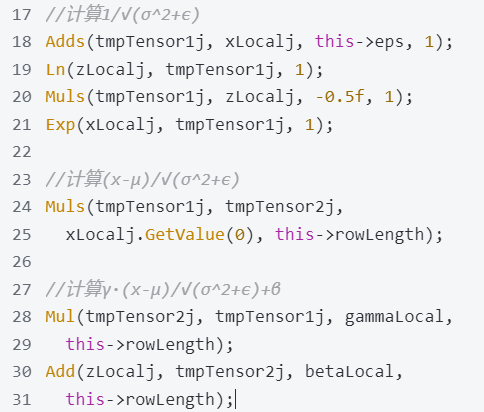 17 //计算1/√(σ^2+ϵ)
18 Adds(tmpTensor1j, xLocalj, this->eps, 1);
19 Ln(zLocalj, tmpTensor1j, 1);
20 Muls(tmpTensor1j, zLocalj, -0.5f, 1);
21 Exp(xLocalj, tmpTensor1j, 1);
22
23 //计算(x-μ)/√(σ^2+ϵ)
24 Muls(tmpTensor1j, tmpTensor2j,
25   xLocalj.GetValue(0), this->rowLength);
26
27 //计算γ·(x-μ)/√(σ^2+ϵ)+β
28 Mul(tmpTensor2j, tmpTensor1j, gammaLocal,
29   this->rowLength);
30 Add(zLocalj, tmpTensor2j, betaLocal,
31   this->rowLength);